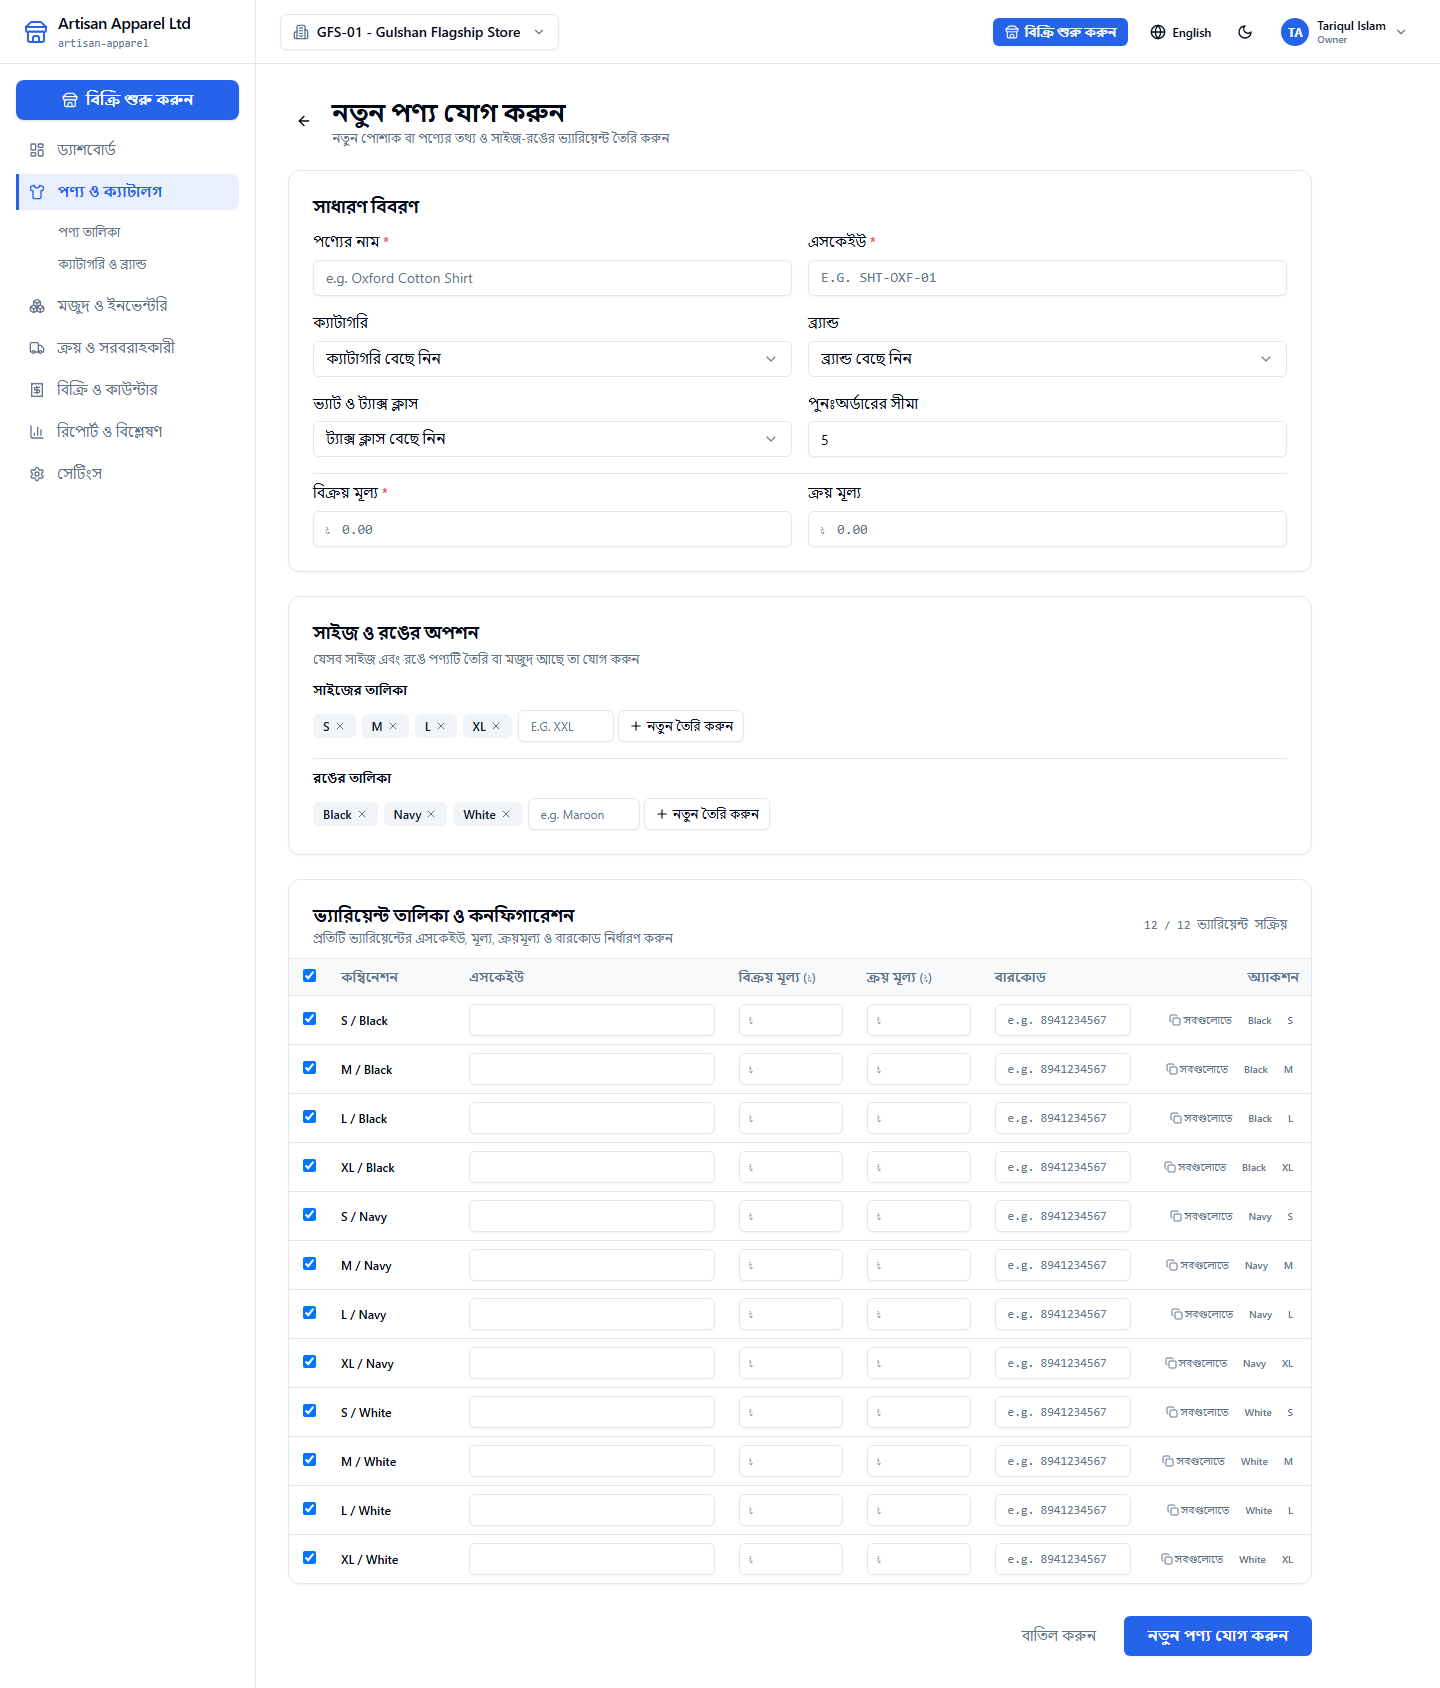 Artisan Apparel Ltd
artisan-apparel
GFS-01 - Gulshan Flagship Store
বিক্রি শুরু করুন
English
TA
Tariqul Islam
Owner
বিক্রি শুরু করুন
ড্যাশবোর্ড
পণ্য ও ক্যাটালগ
পণ্য তালিকা
ক্যাটাগরি ও ব্র্যান্ড
মজুদ ও ইনভেন্টরি
ক্রয় ও সরবরাহকারী
বিক্রি ও কাউন্টার
রিপোর্ট ও বিশ্লেষণ
সেটিংস
নতুন পণ্য যোগ করুন
নতুন পোশাক বা পণ্যের তথ্য ও সাইজ-রঙের ভ্যারিয়েন্ট তৈরি করুন
সাধারণ বিবরণ
পণ্যের নাম * এসকেইউ *
e.g. Oxford Cotton Shirt E.G. SHT-OXF-01
ক্যাটাগরি ব্র্যান্ড
ক্যাটাগরি বেছে নিন ব্র্যান্ড বেছে নিন
ভ্যাট ও ট্যাক্স ক্লাস পুনঃঅর্ডারের সীমা
ট্যাক্স ক্লাস বেছে নিন 5
বিক্রয় মূল্য * ক্রয় মূল্য
৳ 0.00 ৳ 0.00
সাইজ ও রঙের অপশন
যেসব সাইজ এবং রঙে পণ্যটি তৈরি বা মজুদ আছে তা যোগ করুন
সাইজের তালিকা
S M L XL E.G. XXL + নতুন তৈরি করুন
রঙের তালিকা
Black Navy White e.g. Maroon + নতুন তৈরি করুন
ভ্যারিয়েন্ট তালিকা ও কনফিগারেশন
প্রতিটি ভ্যারিয়েন্টের এসকেইউ, মূল্য, ক্রয়মূল্য ও বারকোড নির্ধারণ করুন
12 / 12 ভ্যারিয়েন্ট সক্রিয়
কম্বিনেশন এসকেইউ বিক্রয় মূল্য (৳) ক্রয় মূল্য (৳) বারকোড অ্যাকশন
S / Black ৳ ৳ e.g. 8941234567 সবগুলোতে Black S
M / Black ৳ ৳ e.g. 8941234567 সবগুলোতে Black M
L / Black ৳ ৳ e.g. 8941234567 সবগুলোতে Black L
XL / Black ৳ ৳ e.g. 8941234567 সবগুলোতে Black XL
S / Navy ৳ ৳ e.g. 8941234567 সবগুলোতে Navy S
M / Navy ৳ ৳ e.g. 8941234567 সবগুলোতে Navy M
L / Navy ৳ ৳ e.g. 8941234567 সবগুলোতে Navy L
XL / Navy ৳ ৳ e.g. 8941234567 সবগুলোতে Navy XL
S / White ৳ ৳ e.g. 8941234567 সবগুলোতে White S
M / White ৳ ৳ e.g. 8941234567 সবগুলোতে White M
L / White ৳ ৳ e.g. 8941234567 সবগুলোতে White L
XL / White ৳ ৳ e.g. 8941234567 সবগুলোতে White XL
বাতিল করুন নতুন পণ্য যোগ করুন